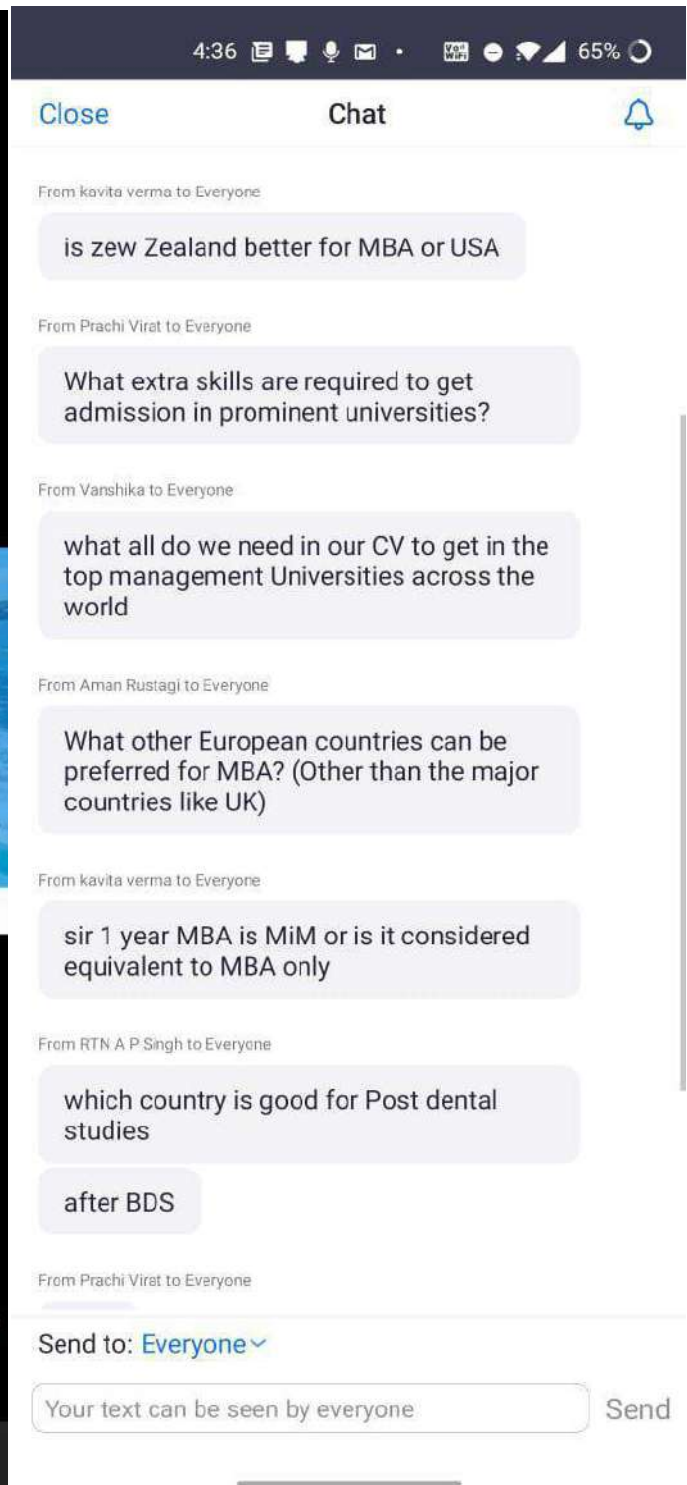 4:36
Vo))
WiFi
65%
Close
Chat
From kavita verma to Everyone
is zew Zealand better for MBA or USA
From Prachi Virat to Everyone
What extra skills are required to get
admission in prominent universities?
From Vanshika to Everyone
what all do we need in our CV to get in the
top management Universities across the
world
From Aman Rustagi to Everyone
What other European countries can be
preferred for MBA? (Other than the major
countries like UK)
From kavita verma to Everyone
sir 1 year MBA is MiM or is it considered
equivalent to MBA only
From RTN A P Singh to Everyone
which country is good for Post dental
studies
after BDS
From Prachi Virat to Everyone
Send to: Everyone
Your text can be seen by everyone
Send